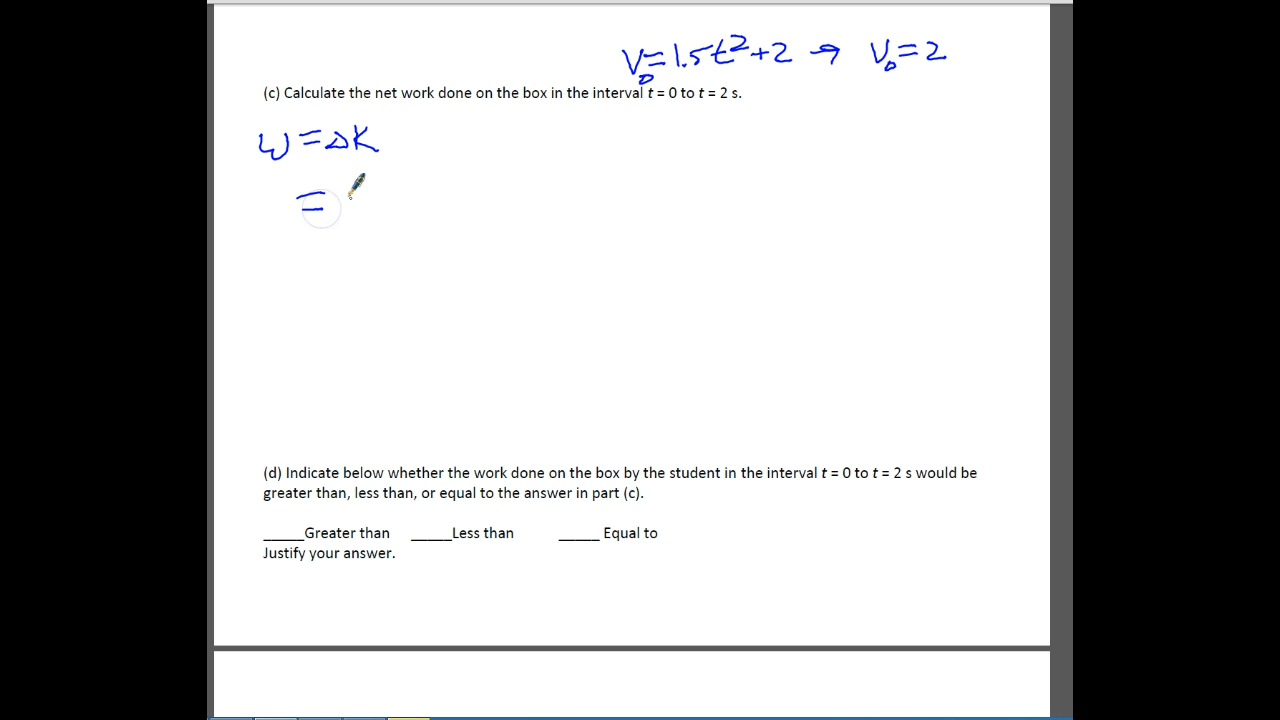 V₀=1.5t²+2 → V₀=2
(c) Calculate the net work done on the box in the interval t = 0 to t = 2 s.
W=ΔK
=
(d) Indicate below whether the work done on the box by the student in the interval t = 0 to t = 2 s would be
greater than, less than, or equal to the answer in part (c).
_____Greater than _____Less than _____ Equal to
Justify your answer.